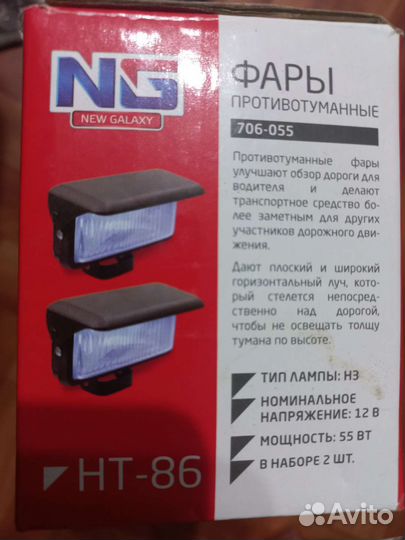 NG
NEW GALAXY
ФАРЫ
ПРОТИВОТУМАННЫЕ
706-055
Противотуманные фары
улучшают обзор дороги для
водителя и делают
транспортное средство бо-
лее заметным для других
участников дорожного дви-
жения.
Дают плоский и широкий
горизонтальный луч, кот-
рый стелется непосред-
ственно над дорогой,
чтобы не освещать толщу
тумана по высоте.
ТИП ЛАМПЫ: H3
НОМИНАЛЬНОЕ
НАПРЯЖЕНИЕ: 12 В
МОЩНОСТЬ: 55 ВТ
В НАБОРЕ 2 ШТ.
HT-86
Avito